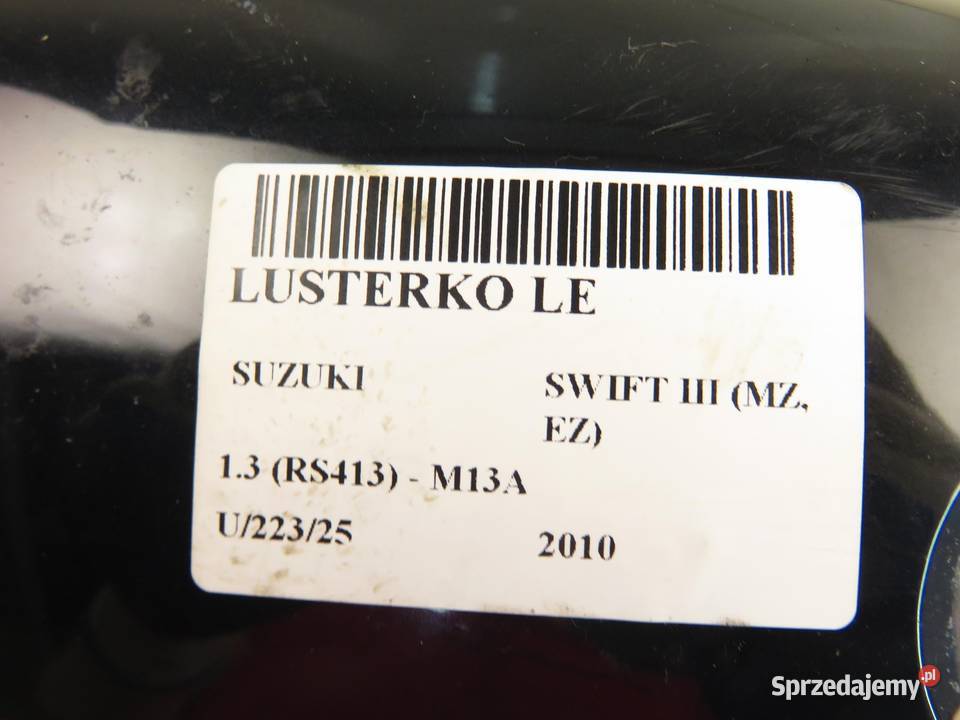 LUSTERKO LE
SUZUKI SWIFT III (MZ,
EZ)
1.3 (RS413) - M13A
U/223/25 2010
Sprzedajemy.pl